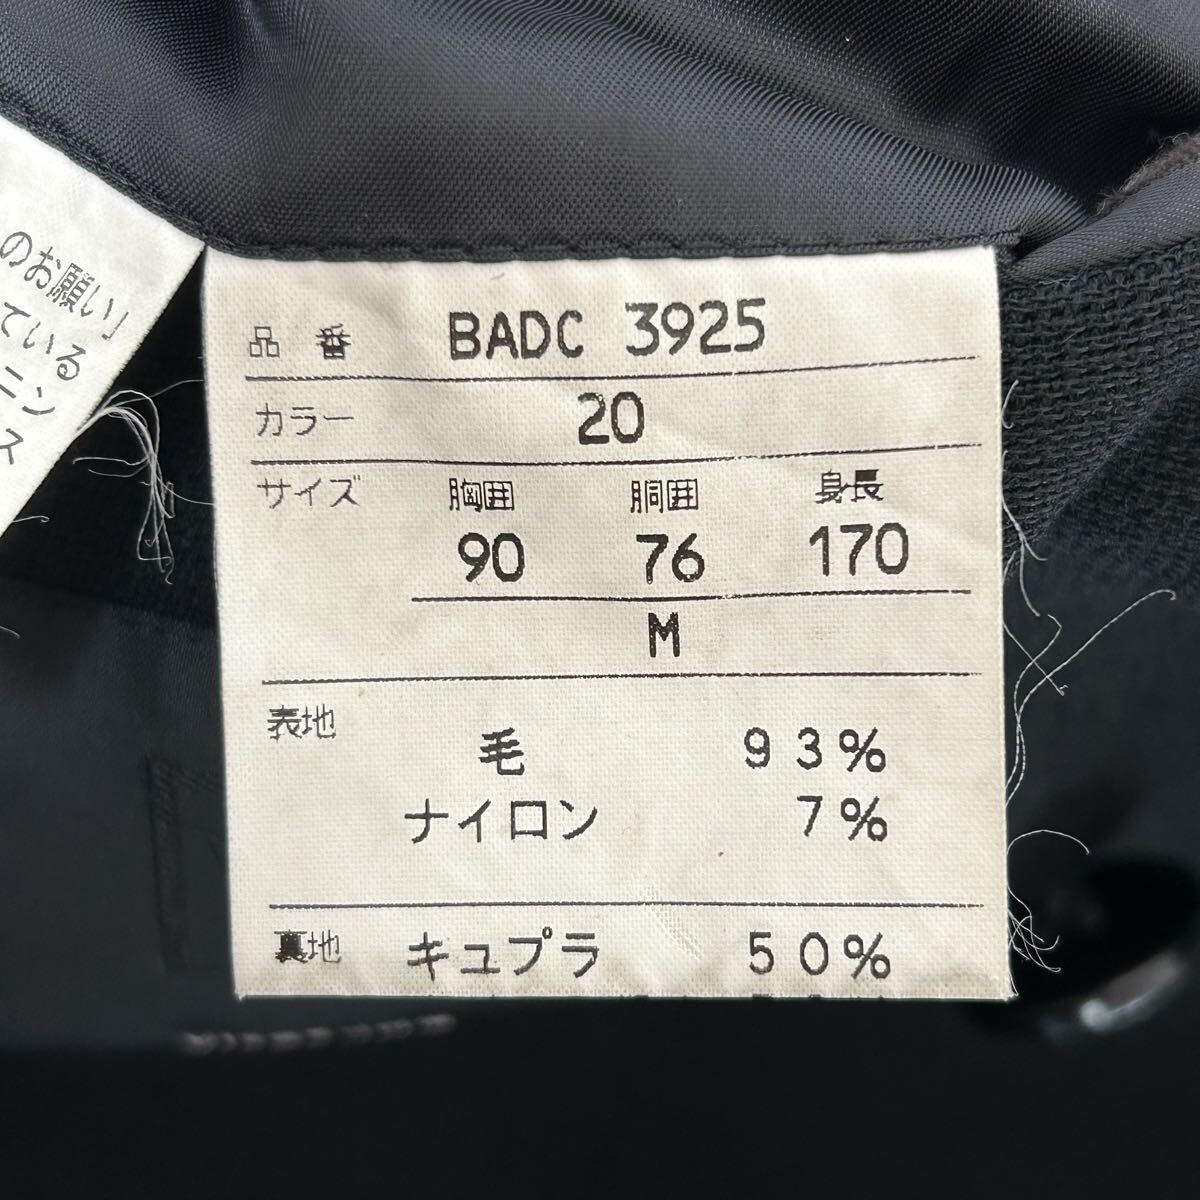 のお願い」
ている
ニン
ス
品番 BADC 3925
カラー 20
サイズ 胸囲 胴囲 身長
90 76 170
M
表地
毛 93%
ナイロン 7%
裏地 キュプラ 50%